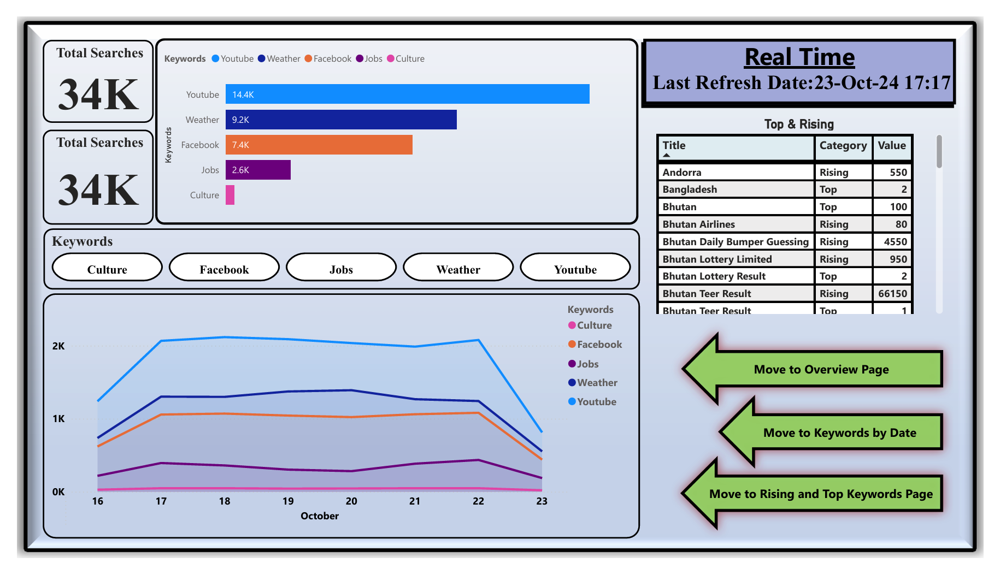 Total Searches
34K
Total Searches
34K
Keywords Youtube Weather Facebook Jobs Culture
Keywords
Youtube 14.4K
Weather 9.2K
Facebook 7.4K
Jobs 2.6K
Culture
Real Time
Last Refresh Date:23-Oct-24 17:17
Top & Rising
Title Category Value
Andorra Rising 550
Bangladesh Top 2
Bhutan Top 100
Bhutan Airlines Rising 80
Bhutan Daily Bumper Guessing Rising 4550
Bhutan Lottery Limited Rising 950
Bhutan Lottery Result Top 2
Bhutan Teer Result Rising 66150
Bhutan Teer Result Top 1
Keywords
Culture Facebook Jobs Weather Youtube
Keywords
Culture
Facebook
Jobs
Weather
Youtube
2K
1K
0K
16 17 18 19 20 21 22 23
October
Move to Overview Page
Move to Keywords by Date
Move to Rising and Top Keywords Page